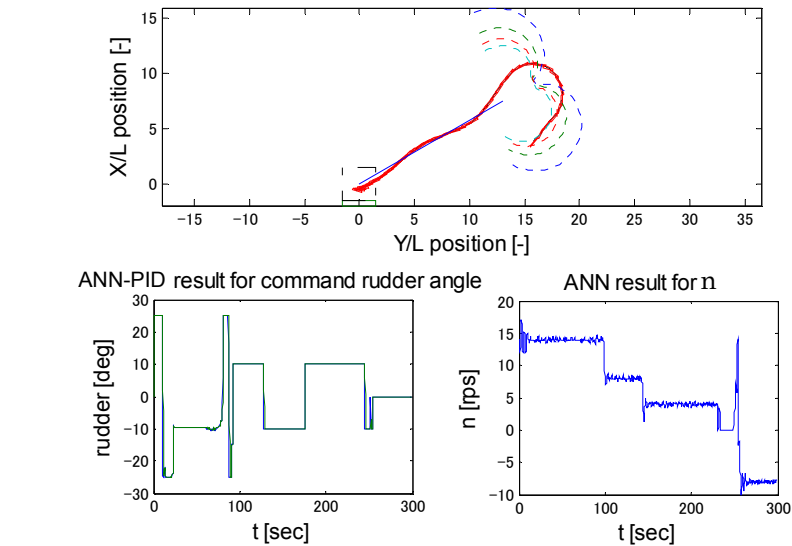 15
10
5
0
X/L position [-]
−15 −10 −5 0 5 10 15 20 25 30 35
Y/L position [-]
ANN-PID result for command rudder angle
30
20
10
0
−10
−20
−30
rudder [deg]
0 100 200 300
t [sec]
ANN result for n
20
15
10
5
0
−5
−10
n [rps]
0 100 200 300
t [sec]